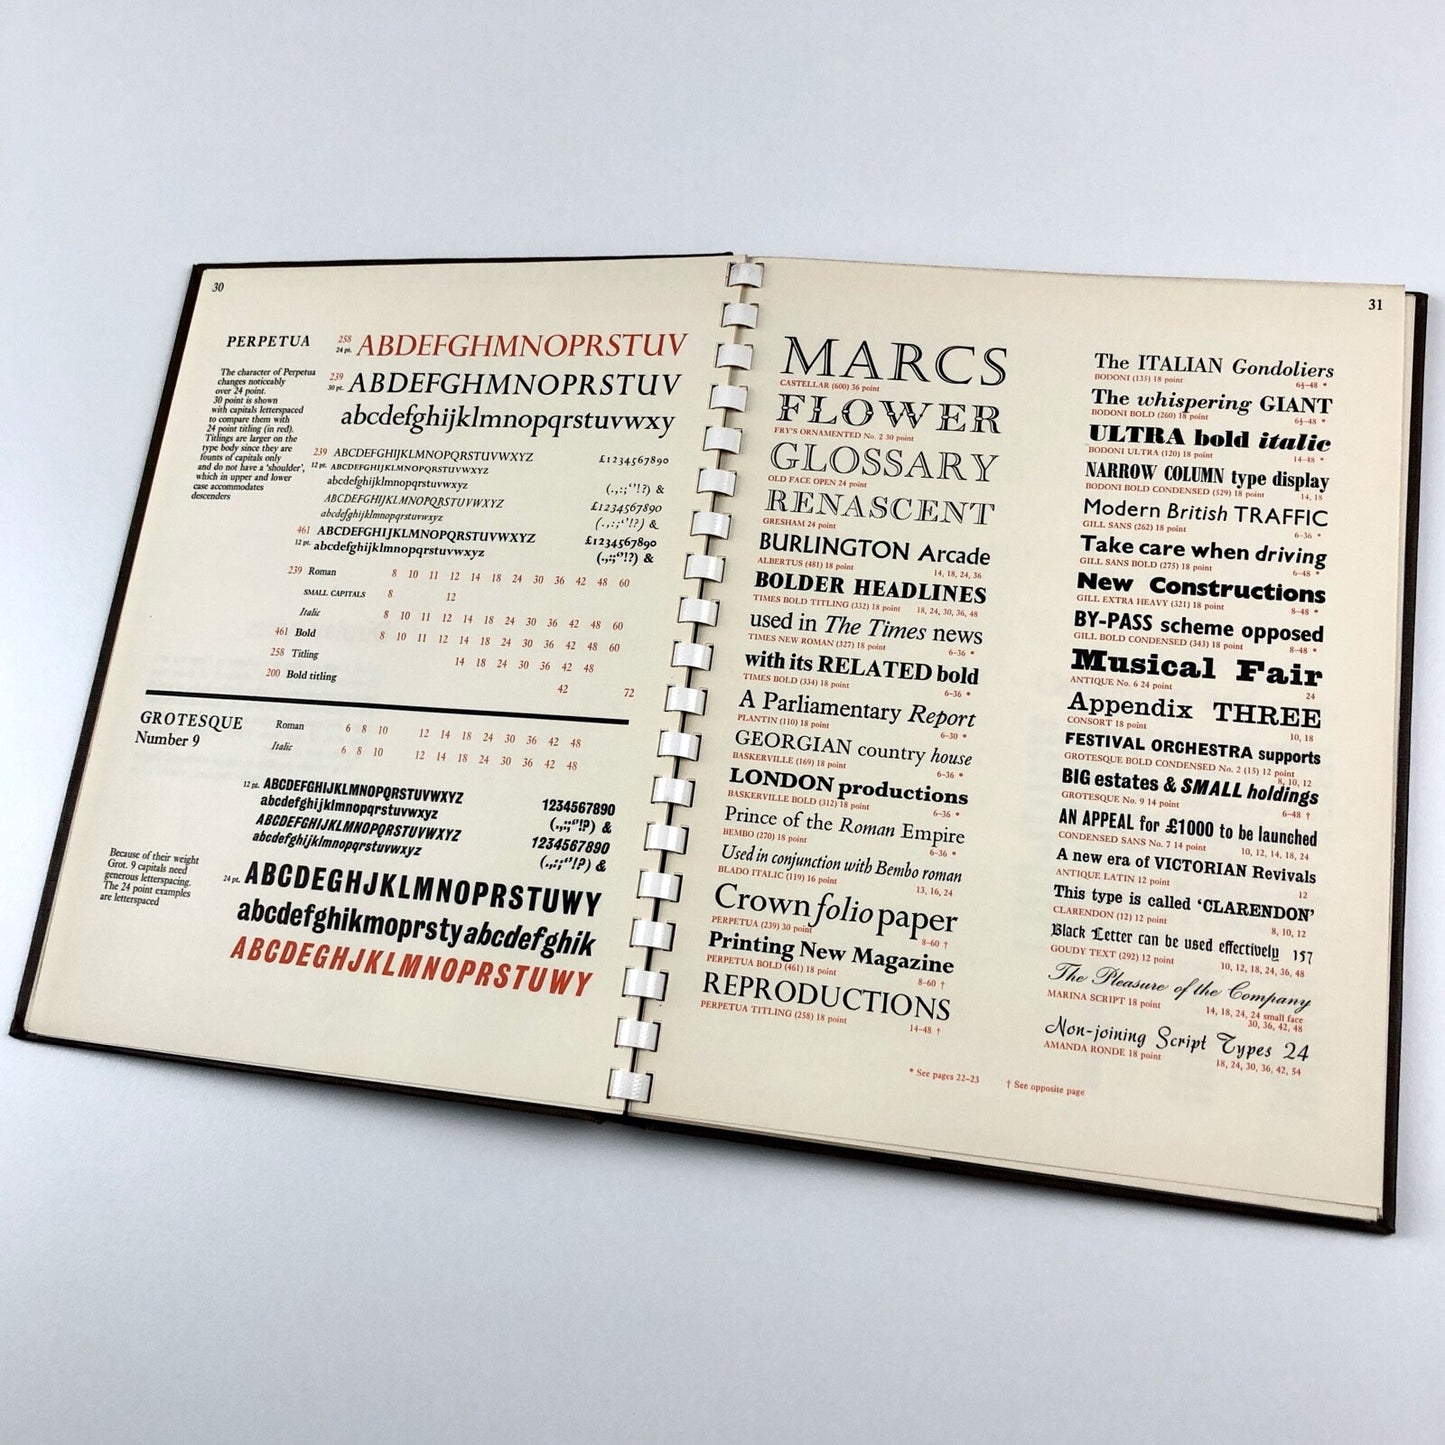 30
PERPETUA
The character of Perpetua
changes noticeably
over 24 point.
30 point is shown
with capitals letterspaced
to compare them with
24 point titling (in red).
Titlings are larger on the
type body since they are
founts of capitals only
and do not have a ‘shoulder’,
which in upper and lower
case accommodates
descenders
258 24 pt. ABDEFGHMNOPRSTUV
239 30 pt. ABDEFGHMNOPRSTUV
abcdefghijklmnopqrstuvwxy
239 ABCDEFGHIJKLMNOPQRSTUVWXYZ £1234567890
12 pt. ABCDEFGHIJKLMNOPQRSTUVWXYZ
abcdefghijklmnopqrstuvwxyz (.,:;‘’!?) &
ABCDEFGHIJKLMNOPQRSTUVWXYZ £1234567890
abcdefghijklmnopqrstuvwxyz (.,:;‘’!?) &
461 ABCDEFGHIJKLMNOPQRSTUVWXYZ £1234567890
12 pt. abcdefghijklmnopqrstuvwxyz (.,:;‘’!?) &
239 Roman 8 10 11 12 14 18 24 30 36 42 48 60
SMALL CAPITALS 8 12
Italic 8 10 11 12 14 18 24 30 36 42 48 60
461 Bold 8 10 11 12 14 18 24 30 36 42 48 60
258 Titling 14 18 24 30 36 42 48
200 Bold titling 42 72
GROTESQUE
Number 9
Roman 6 8 10 12 14 18 24 30 36 42 48
Italic 6 8 10 12 14 18 24 30 36 42 48
12 pt. ABCDEFGHIJKLMNOPQRSTUVWXYZ 1234567890
abcdefghijklmnopqrstuvwxyz (.,:;‘’!?) &
ABCDEFGHIJKLMNOPQRSTUVWXYZ 1234567890
abcdefghijklmnopqrstuvwxyz (.,:;‘’!?) &
Because of their weight
Grot. 9 capitals need
generous letterspacing.
The 24 point examples
are letterspaced
24 pt. ABCDEGHJKLMNOPRSTUWY
abcdefghikmoprsty abcdefghik
ABCDEGHJKLMNOPRSTUWY
31
MARCS
CASTELLAR (600) 36 point
FLOWER
FRY'S ORNAMENTED No. 2 30 point
GLOSSARY
OLD FACE OPEN 24 point
RENASCENT
GRESHAM 24 point
BURLINGTON Arcade
ALBERTUS (481) 18 point 14, 18, 24, 36
BOLDER HEADLINES
TIMES BOLD TITLING (332) 18 point 18, 24, 30, 36, 48
used in The Times news
TIMES NEW ROMAN (327) 18 point 6–36 *
with its RELATED bold
TIMES BOLD (334) 18 point 6–36 *
A Parliamentary Report
PLANTIN (110) 18 point 6–30 *
GEORGIAN country house
BASKERVILLE (169) 18 point 6–36 *
LONDON productions
BASKERVILLE BOLD (312) 18 point 6–36 *
Prince of the Roman Empire
BEMBO (270) 18 point 6–36 *
Used in conjunction with Bembo roman
BLADO ITALIC (119) 16 point 13, 16, 24
Crown folio paper
PERPETUA (239) 30 point 8–60 †
Printing New Magazine
PERPETUA BOLD (461) 18 point 8–60 †
REPRODUCTIONS
PERPETUA TITLING (258) 18 point 14–48 †
The ITALIAN Gondoliers
BODONI (135) 18 point 6½–48 *
The whispering GIANT
BODONI BOLD (260) 18 point 6½–48 *
ULTRA bold italic
BODONI ULTRA (120) 18 point 14–48 *
NARROW COLUMN type display
BODONI BOLD CONDENSED (529) 18 point 14, 18
Modern British TRAFFIC
GILL SANS (262) 18 point 6–36 *
Take care when driving
GILL SANS BOLD (275) 18 point 6–48 *
New Constructions
GILL EXTRA HEAVY (321) 18 point 8–48 *
BY-PASS scheme opposed
GILL BOLD CONDENSED (343) 18 point 8–48 *
Musical Fair
ANTIQUE No. 6 24 point 24
Appendix THREE
CONSORT 18 point 10, 18
FESTIVAL ORCHESTRA supports
GROTESQUE BOLD CONDENSED No. 2 (15) 12 point 8, 10, 12
BIG estates & SMALL holdings
GROTESQUE No. 9 14 point 6–48 †
AN APPEAL for £1000 to be launched
CONDENSED SANS No. 7 14 point 10, 12, 14, 18, 24
A new era of VICTORIAN Revivals
ANTIQUE LATIN 12 point 12
This type is called ‘CLARENDON’
CLARENDON (12) 12 point 8, 10, 12
Black Letter can be used effectively 157
GOUDY TEXT (292) 12 point 10, 12, 18, 24, 36, 48
The Pleasure of the Company
MARINA SCRIPT 18 point 14, 18, 24, 24 small face
30, 36, 42, 48
Non-joining Script Types 24
AMANDA RONDE 18 point 18, 24, 30, 36, 42, 54
* See pages 22–23 † See opposite page